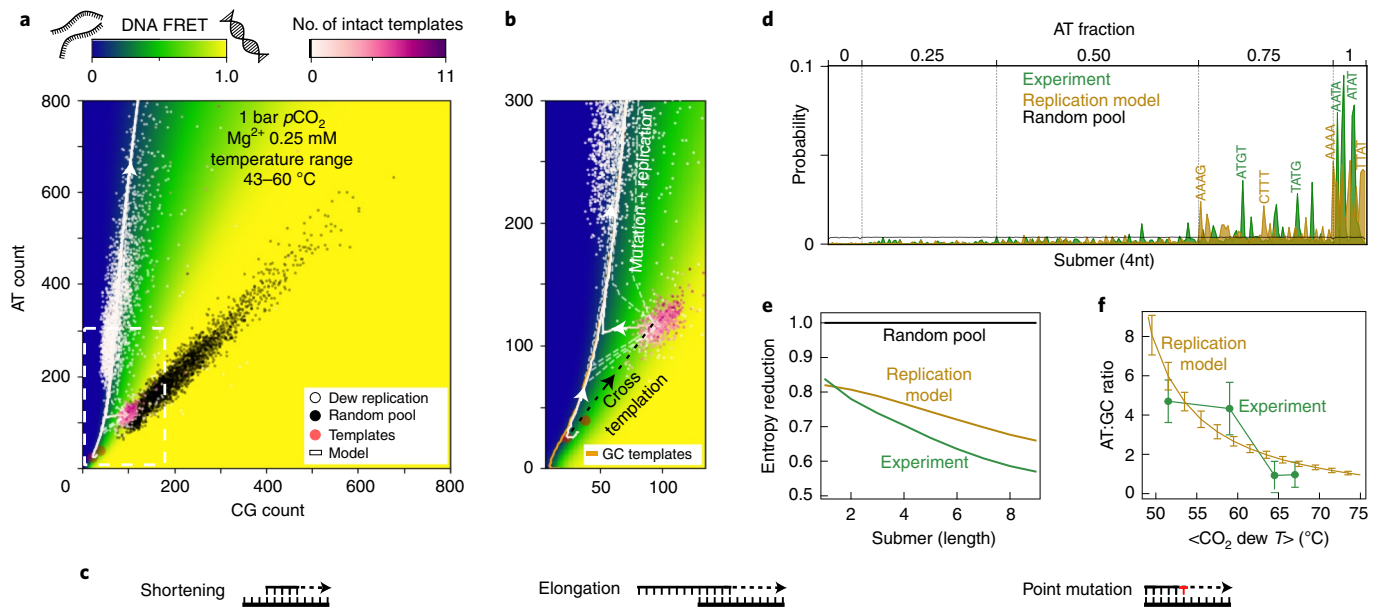 a
DNA FRET
No. of intact templates
0
1.0
0
11
AT count
800
600
400
200
0
1 bar pCO2
Mg2+ 0.25 mM
temperature range
43–60 °C
Dew replication
Random pool
Templates
Model
0
200
400
600
800
CG count
b
300
200
100
0
Mutation + replication
Cross
templation
GC templates
50
100
c
Shortening
Elongation
Point mutation
d
AT fraction
0
0.25
0.50
0.75
1
Probability
0.1
0
Experiment
Replication model
Random pool
AAAG
ATGT
CTTT
TATG
AAAA
AATA
ATAT
TTAT
Submer (4nt)
e
Entropy reduction
1.0
0.9
0.8
0.7
0.6
0.5
Random pool
Replication
model
Experiment
2
4
6
8
Submer (length)
f
AT:GC ratio
8
6
4
2
0
Replication
model
Experiment
50
55
60
65
70
75
<CO2 dew T> (°C)